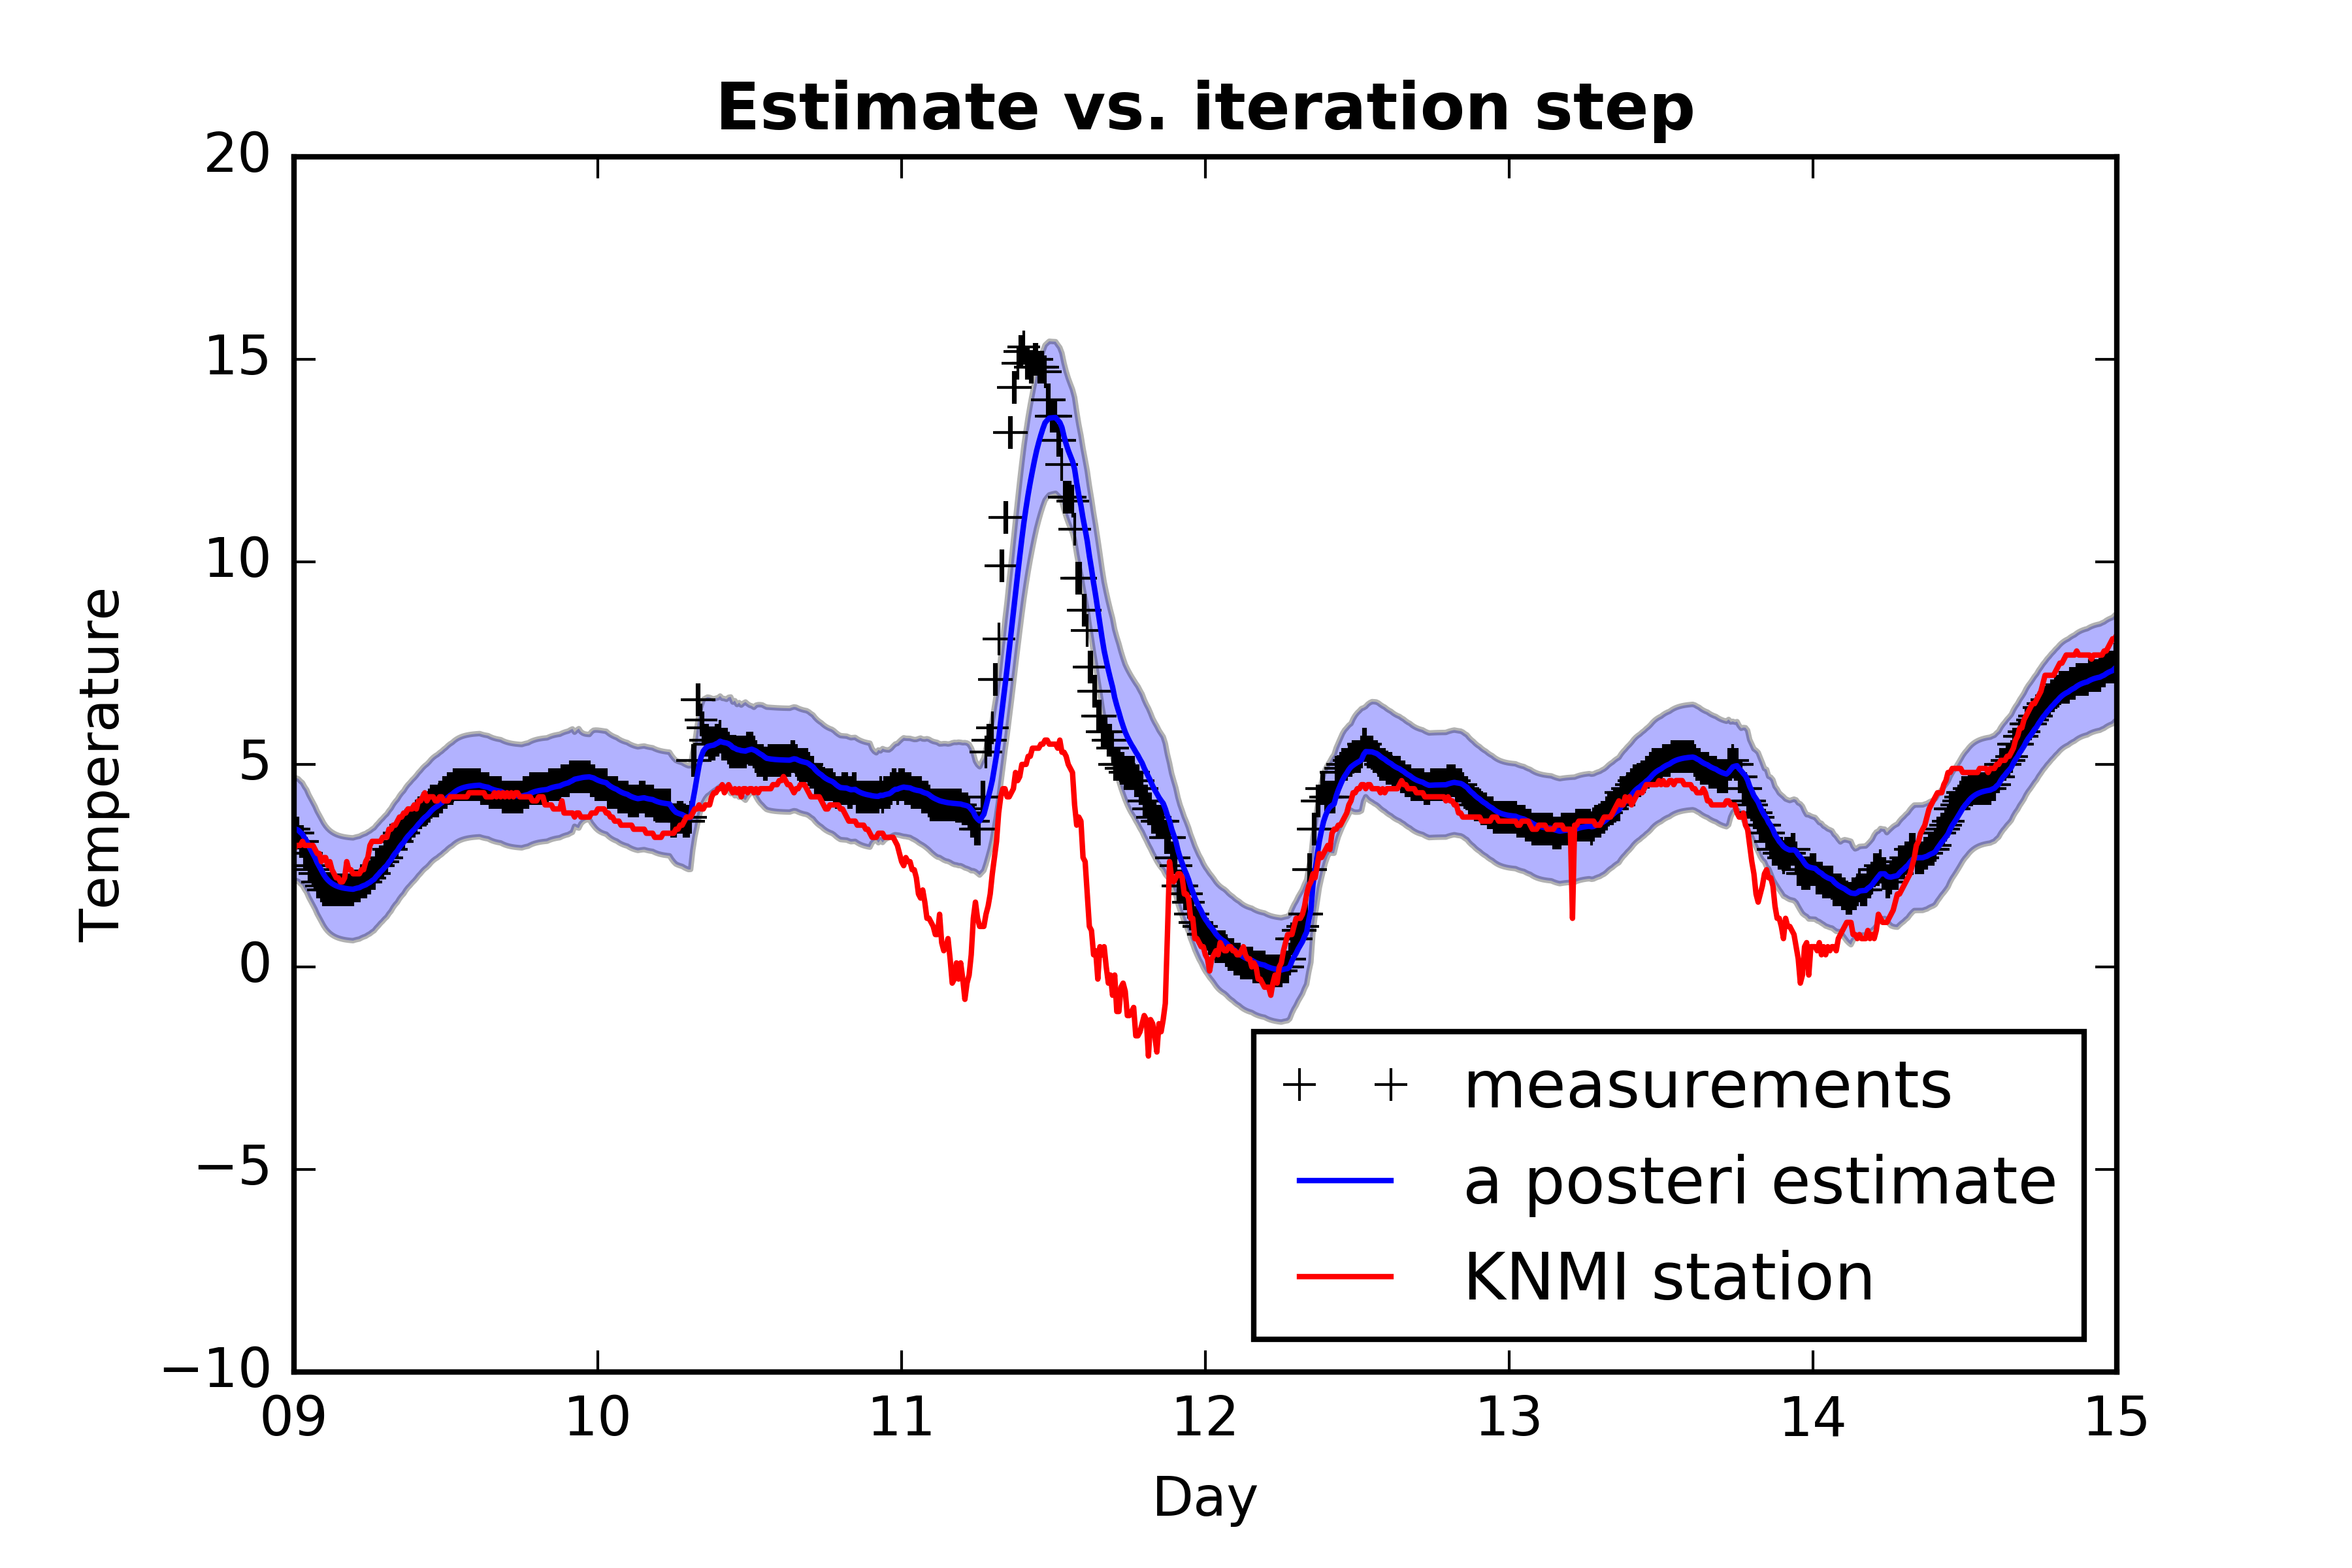 Estimate vs. iteration step
20
15
10
5
0
−5
−10
Temperature
measurements
a posteri estimate
KNMI station
09 10 11 12 13 14 15
Day